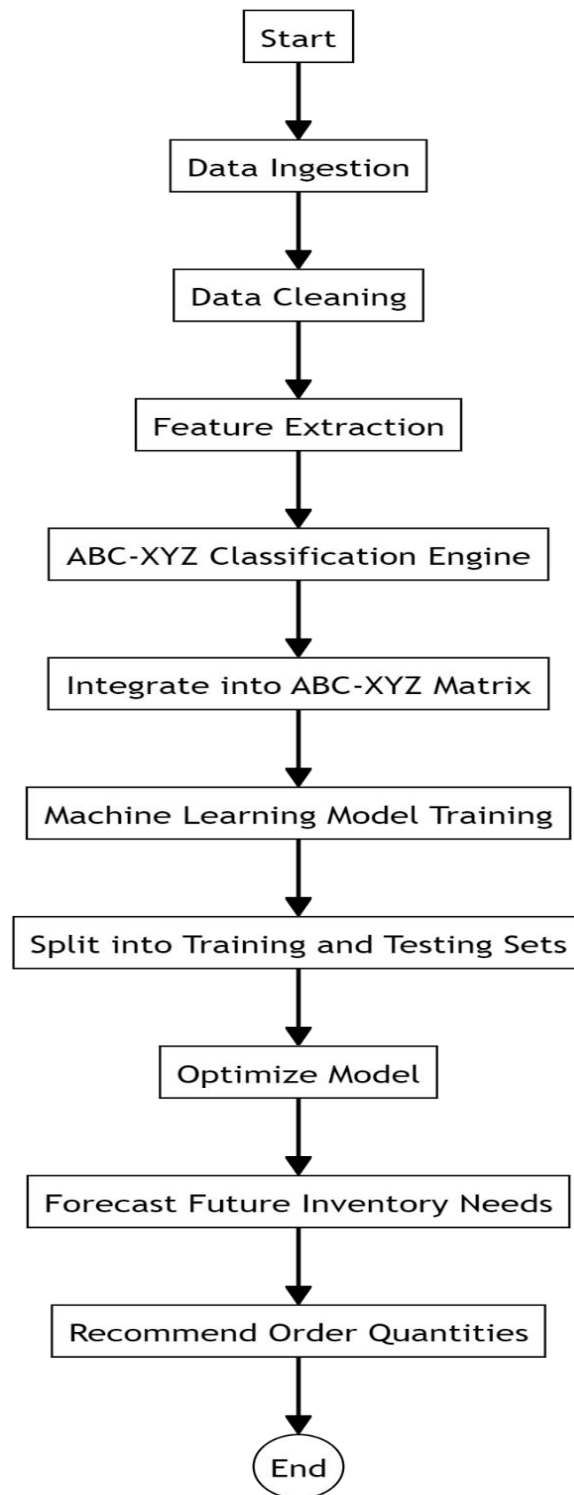 Start
Data Ingestion
Data Cleaning
Feature Extraction
ABC-XYZ Classification Engine
Integrate into ABC-XYZ Matrix
Machine Learning Model Training
Split into Training and Testing Sets
Optimize Model
Forecast Future Inventory Needs
Recommend Order Quantities
End